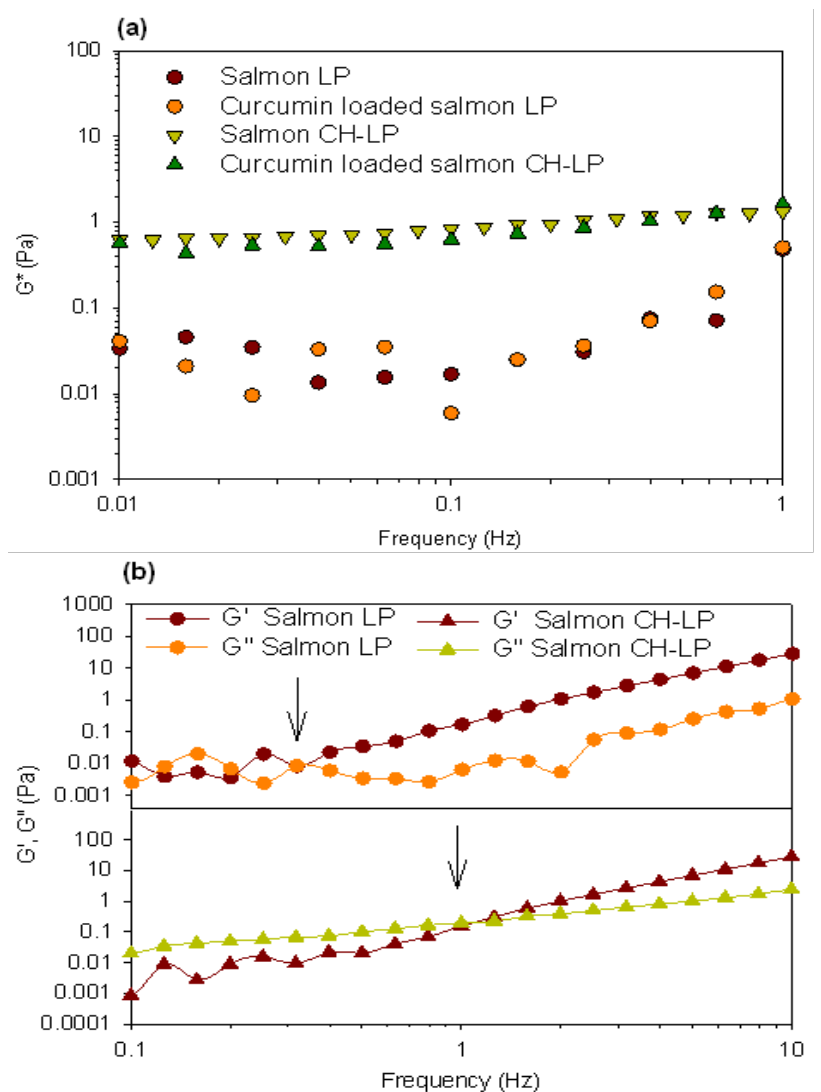 (a)
100
10
1
0.1
0.01
0.001
G* (Pa)
Salmon LP
Curcumin loaded salmon LP
Salmon CH-LP
Curcumin loaded salmon CH-LP
0.01 0.1 1
Frequency (Hz)
(b)
1000
100
10
1
0.1
0.01
0.001
G' Salmon LP G' Salmon CH-LP
G'' Salmon LP G'' Salmon CH-LP
G', G'' (Pa)
100
10
1
0.1
0.01
0.001
0.0001
0.1 1 10
Frequency (Hz)